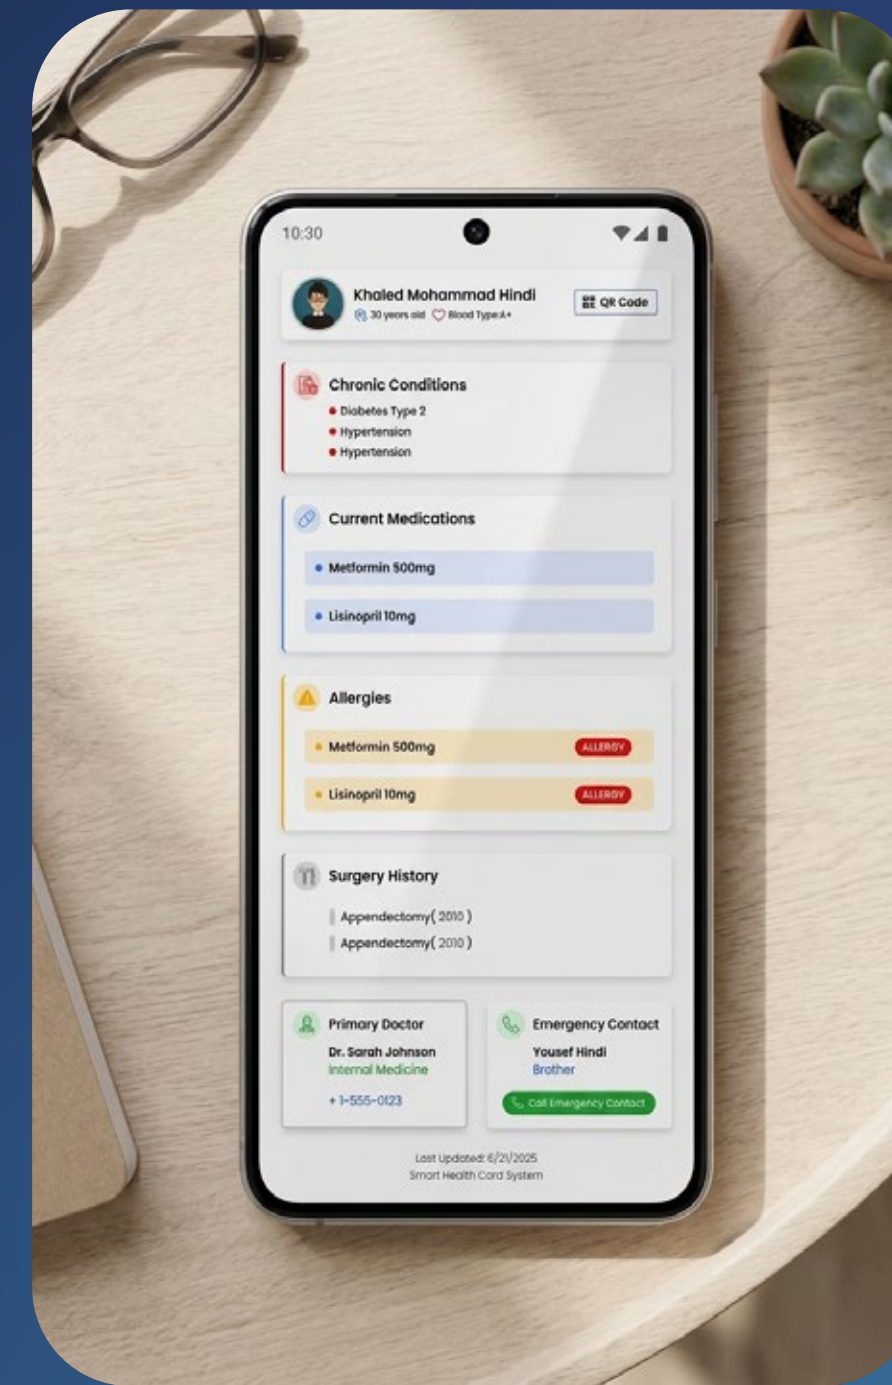 10:30
Khaled Mohammad Hindi
30 years old Blood Type:A+
QR Code
Chronic Conditions
Diabetes Type 2
Hypertension
Hypertension
Current Medications
Metformin 500mg
Lisinopril 10mg
Allergies
Metformin 500mg ALLERGY
Lisinopril 10mg ALLERGY
Surgery History
Appendectomy( 2010 )
Appendectomy( 2010 )
Primary Doctor
Dr. Sarah Johnson
Internal Medicine
+ 1-555-0123
Emergency Contact
Yousef Hindi
Brother
Call Emergency Contact
Last Updated: 6/21/2025
Smart Health Card System